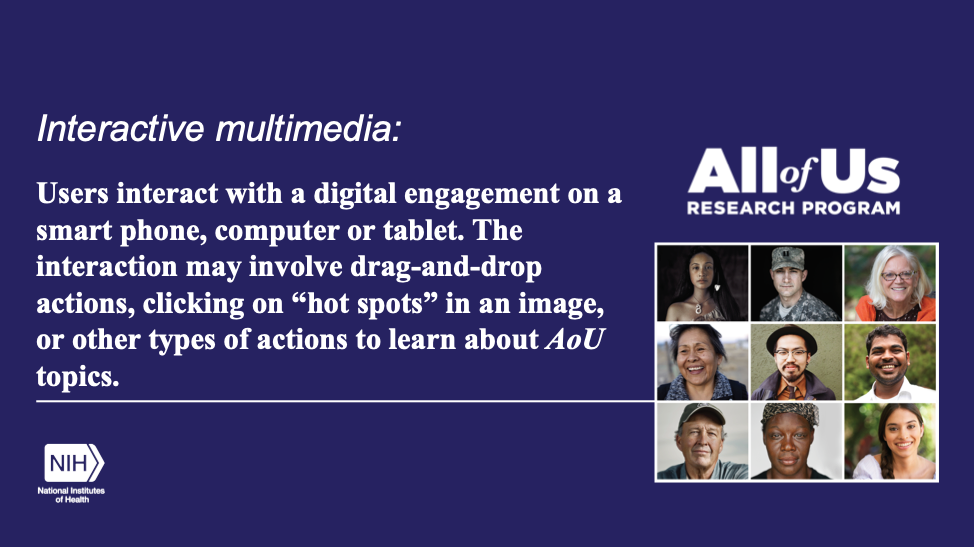 Interactive multimedia:
Users interact with a digital engagement on a
smart phone, computer or tablet. The
interaction may involve drag-and-drop
actions, clicking on “hot spots” in an image,
or other types of actions to learn about AoU
topics.
All of Us
RESEARCH PROGRAM
NIH
National Institutes
of Health